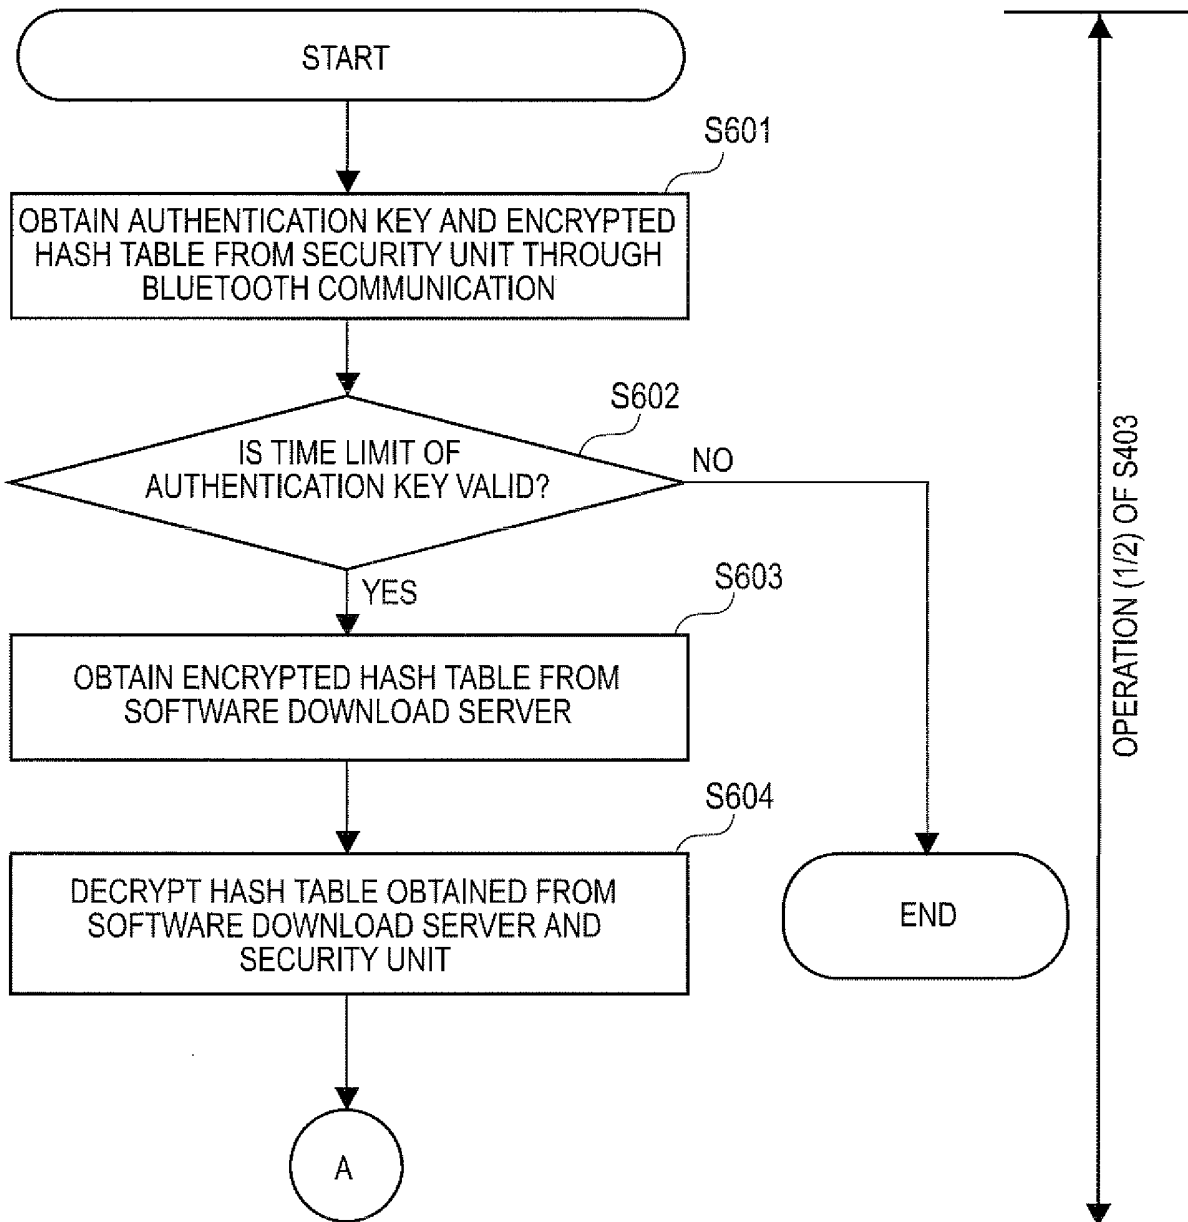 START
S601
OBTAIN AUTHENTICATION KEY AND ENCRYPTED
HASH TABLE FROM SECURITY UNIT THROUGH
BLUETOOTH COMMUNICATION
S602
IS TIME LIMIT OF
AUTHENTICATION KEY VALID?
NO
YES
S603
OBTAIN ENCRYPTED HASH TABLE FROM
SOFTWARE DOWNLOAD SERVER
S604
DECRYPT HASH TABLE OBTAINED FROM
SOFTWARE DOWNLOAD SERVER AND
SECURITY UNIT
END
A
OPERATION (1/2) OF S403